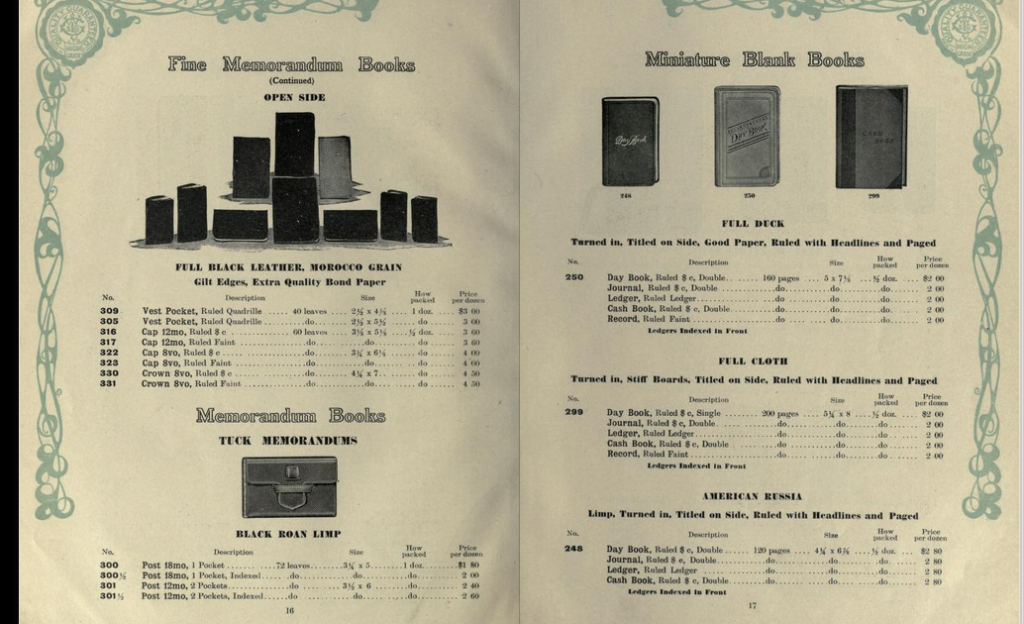 Fine Memorandum Books
(Continued)
OPEN SIDE
FULL BLACK LEATHER, MOROCCO GRAIN
Gilt Edges, Extra Quality Bond Paper
No. Description Size How packed Price per dozen
309 Vest Pocket, Ruled Quadrille ...... 40 leaves ...... 1 doz. ... $3 00
305 Vest Pocket, Ruled Quadrille ...... do ...... do ... 3 00
316 Cap 12mo, Ruled $ c ...... 60 leaves ...... ½ doz. ... 3 60
317 Cap 12mo, Ruled Faint ...... do ...... do ...... do ... 3 60
322 Cap 8vo, Ruled $ c ...... do ...... 3¾ x 6¼ ... do ... 4 00
323 Cap 8vo, Ruled Faint ...... do ...... do ...... do ...
330 Crown 8vo, Ruled $ c ...... do ...... 4¼ x 7 ... do ... 4 50
331 Crown 8vo, Ruled Faint ...... do ...... do ...... do ... 4 50
Memorandum Books
TUCK MEMORANDUMS
BLACK ROAN LIMP
No. Description Size How packed Price per dozen
300 Post 18mo, 1 Pocket ...... 72 leaves ...... 3¼ x 5 ...... 1 doz. ... $1 80
300½ Post 18mo, 1 Pocket, Indexed ... do ...... do ...... do ... 2 00
301 Post 12mo, 2 Pockets ...... do ...... 3½ x 6 ...... do ... 2 40
301½ Post 12mo, 2 Pockets, Indexed ... do ...... do ...... do ... 2 60
16
Miniature Blank Books
Day Book
Day Book
248 250 299
FULL DUCK
Turned in, Titled on Side, Good Paper, Ruled with Headlines and Paged
No. Description Size How packed Price per dozen
250 Day Book, Ruled $ c, Double ...... 160 pages ... 5 x 7½ ... ½ doz. ... $2 00
Journal, Ruled $ c, Double ...... do ...... do ...... do ... 2 00
Ledger, Ruled Ledger ...... do ...... do ...... do ... 2 00
Cash Book, Ruled $ c, Double ...... do ...... do ...... do ... 2 00
Record, Ruled Faint ...... do ...... do ...... do ... 2 00
Ledgers Indexed in Front
FULL CLOTH
Turned in, Stiff Boards, Titled on Side, Ruled with Headlines and Paged
No. Description Size How packed Price per dozen
299 Day Book, Ruled $ c, Single ...... 200 pages ... 5¼ x 8 ... ½ doz. ... $2 00
Journal, Ruled $ c, Double ...... do ...... do ...... do ... 2 00
Ledger, Ruled Ledger ...... do ...... do ...... do ... 2 00
Cash Book, Ruled $ c, Double ...... do ...... do ...... do ... 2 00
Record, Ruled Faint ...... do ...... do ...... do ... 2 00
Ledgers Indexed in Front
AMERICAN RUSSIA
Limp, Turned in, Titled on Side, Ruled with Headlines and Paged
No. Description Size How packed Price per dozen
248 Day Book, Ruled $ c, Double ...... 120 pages ... ½ doz. ... $2 80
Journal, Ruled $ c, Double ...... do ...... do ...... do ... 2 80
Ledger, Ruled Ledger ...... do ...... do ...... do ... 2 80
Cash Book, Ruled $ c, Double ...... do ...... do ...... do ... 2 80
Ledgers Indexed in Front
17